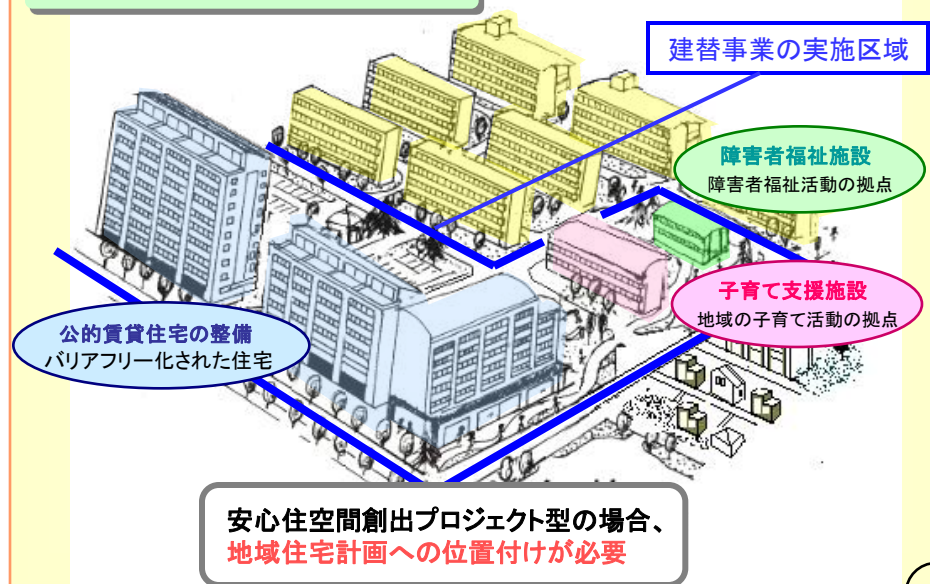 建替事業の実施区域
障害者福祉施設
障害者福祉活動の拠点
子育て支援施設
地域の子育て活動の拠点
公的賃貸住宅の整備
バリアフリー化された住宅
安心住空間創出プロジェクト型の場合、
地域住宅計画への位置付けが必要